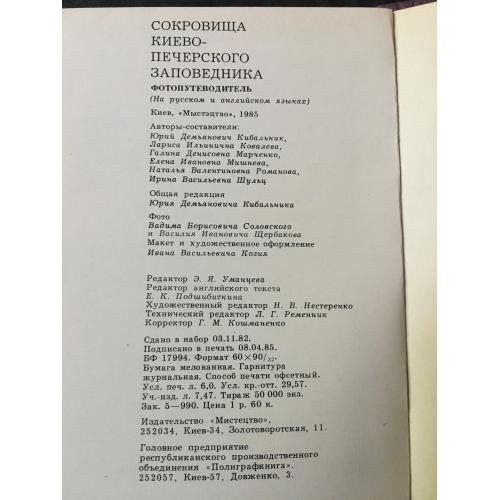 СОКРОВИЩА
КИЕВО-
ПЕЧЕРСКОГО
ЗАПОВЕДНИКА
ФОТОПУТЕВОДИТЕЛЬ
(На русском и английском языках)
Киев, «Мыстэцтво», 1985
Авторы-составители:
Юрий Демьянович Кибальник,
Лариса Ильинична Ковалева,
Галина Денисовна Марченко,
Елена Ивановна Мишнева,
Наталья Валентиновна Романова,
Ирина Васильевна Шульц
Общая редакция
Юрия Демьяновича Кибальника
Фото
Вадима Борисовича Соловского
и Василия Ивановича Щербакова
Макет и художественное оформление
Ивана Васильевича Козия
Редактор Э. Я. Уманцева
Редактор английского текста
Е. К. Подшибиткина
Художественный редактор Н. В. Нестеренко
Технический редактор Л. Г. Ременник
Корректор Г. М. Кошманенко
Сдано в набор 03.11.82.
Подписано в печать 08.04.85.
БФ 17994. Формат 60×90/32.
Бумага мелованная. Гарнитура
журнальная. Способ печати офсетный.
Усл. печ. л. 6,0. Усл. кр.-отт. 29,57.
Уч.-изд. л. 7,47. Тираж 50 000 экз.
Зак. 5—990. Цена 1 р. 60 к.
Издательство «Мистецтво»,
252034, Киев-34, Золотоворотская, 11.
Головное предприятие
республиканского производственного
объединения «Полиграфкнига».
252057, Киев-57, Довженко, 3.